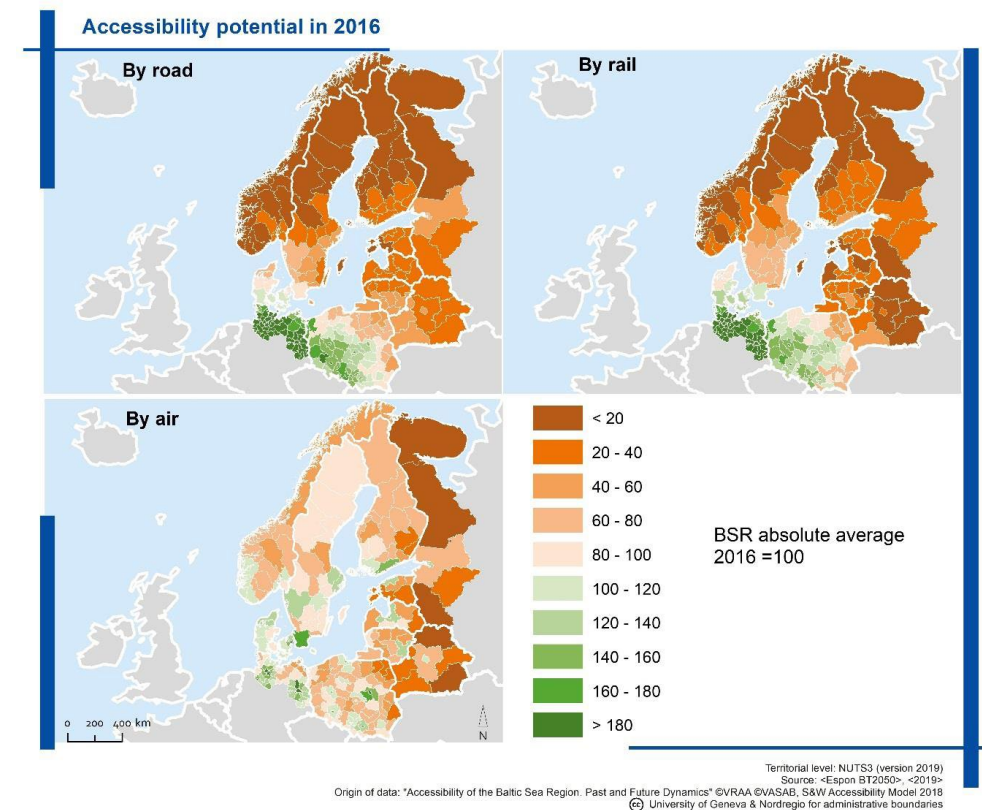 Accessibility potential in 2016
By road
By rail
By air
< 20
20 - 40
40 - 60
60 - 80
80 - 100
100 - 120
120 - 140
140 - 160
160 - 180
> 180
BSR absolute average
2016 =100
0 200 400 km
N
Territorial level: NUTS3 (version 2019)
Source: <Espon BT2050>, <2019>
Origin of data: "Accessibility of the Baltic Sea Region. Past and Future Dynamics" ©VRAA ©VASAB, S&W Accessibility Model 2018
(cc) University of Geneva & Nordregio for administrative boundaries